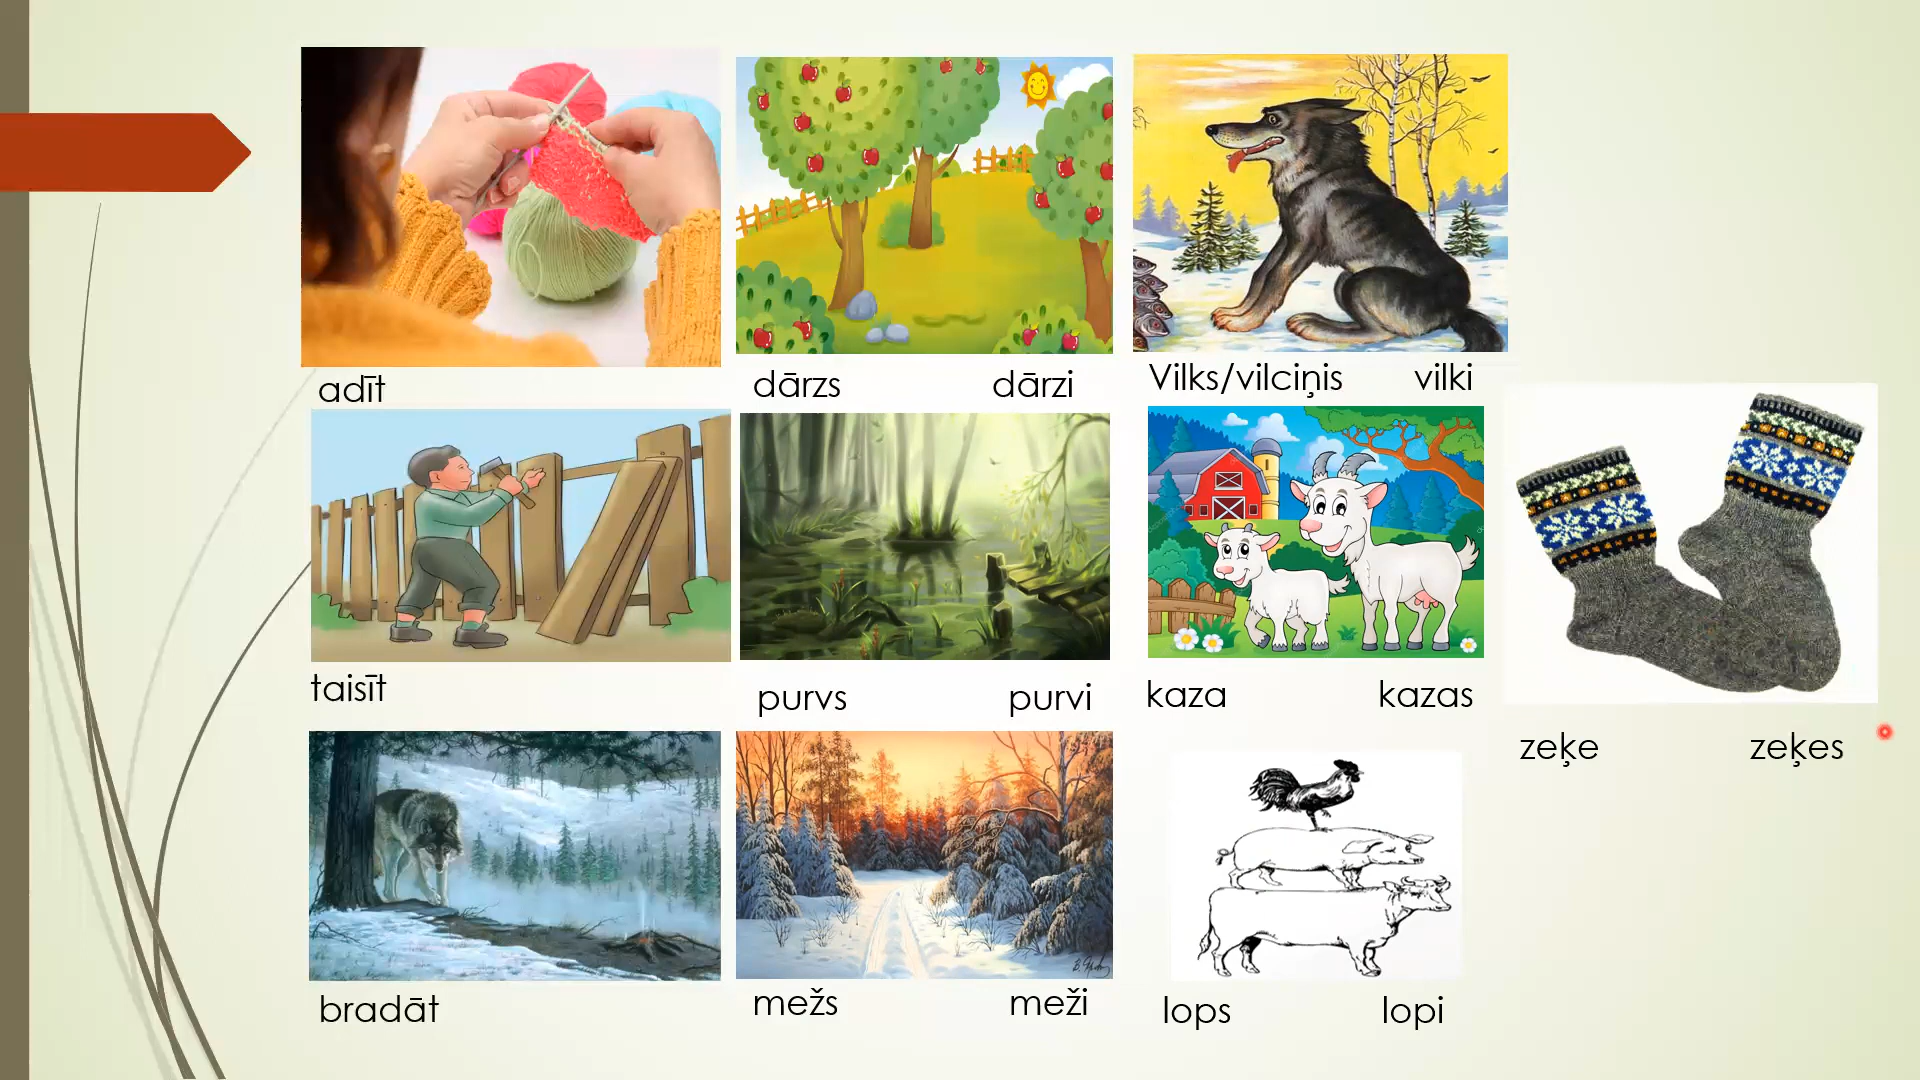 adīt
dārzs dārzi
Vilks/vilciņis vilki
taisīt
purvs purvi
kaza kazas
zeķe zeķes
bradāt
mežs meži
lops lopi